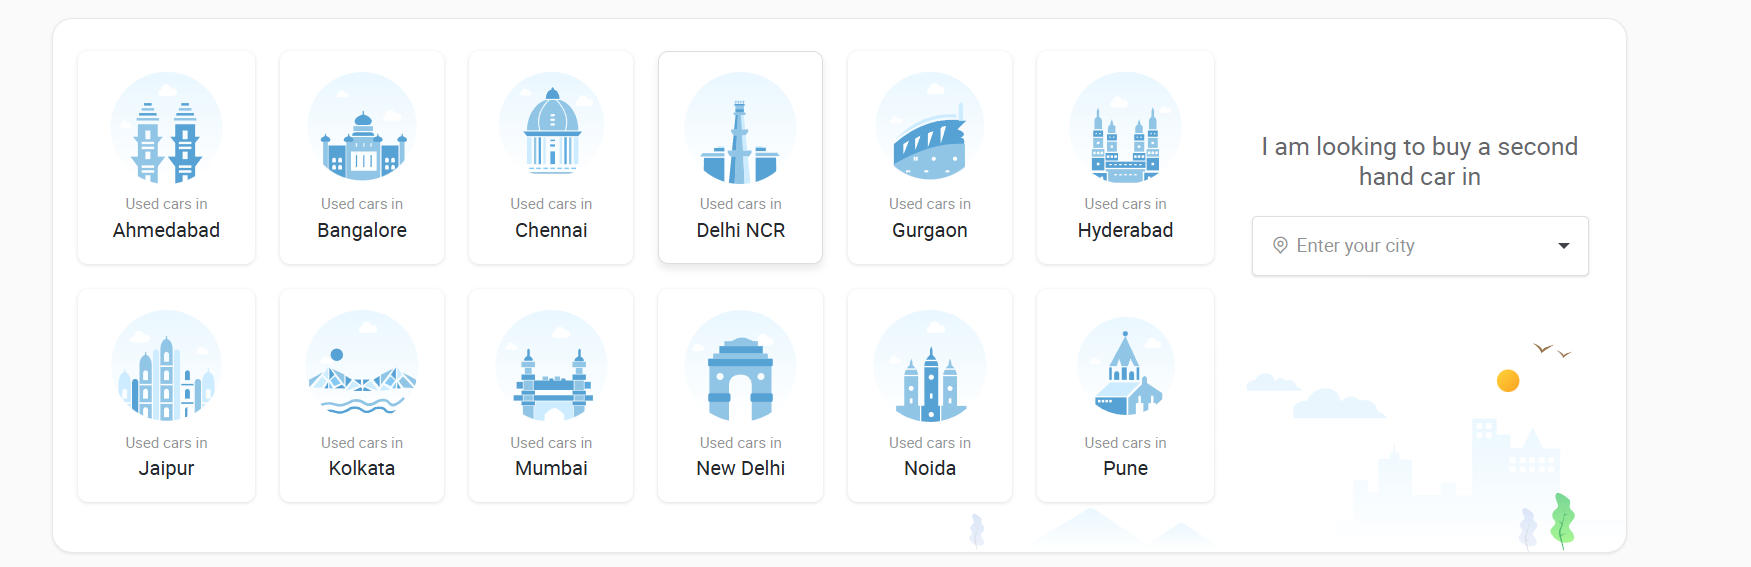 Used cars in
Ahmedabad
Used cars in
Bangalore
Used cars in
Chennai
Used cars in
Delhi NCR
Used cars in
Gurgaon
Used cars in
Hyderabad
Used cars in
Jaipur
Used cars in
Kolkata
Used cars in
Mumbai
Used cars in
New Delhi
Used cars in
Noida
Used cars in
Pune
I am looking to buy a second
hand car in
Enter your city